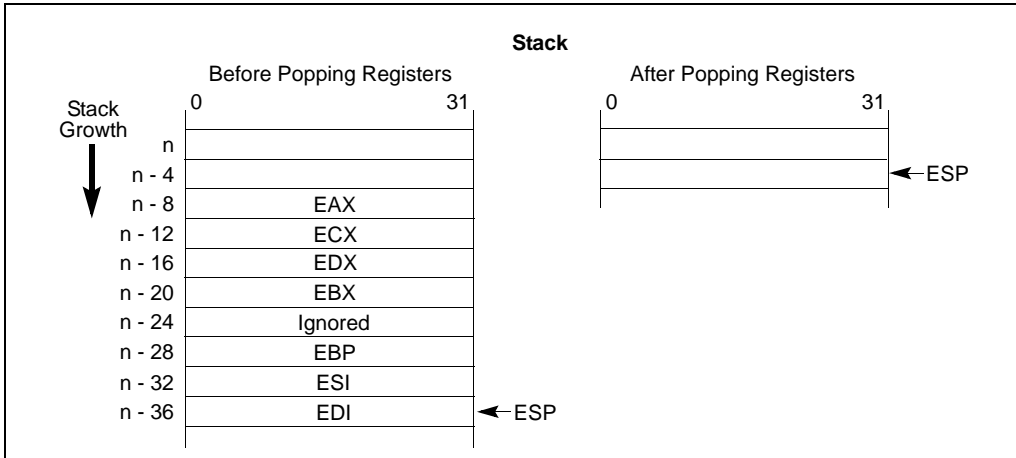 Stack
Before Popping Registers
After Popping Registers
0 31
0 31
Stack
Growth
n
n - 4
ESP
n - 8 EAX
n - 12 ECX
n - 16 EDX
n - 20 EBX
n - 24 Ignored
n - 28 EBP
n - 32 ESI
n - 36 EDI ESP